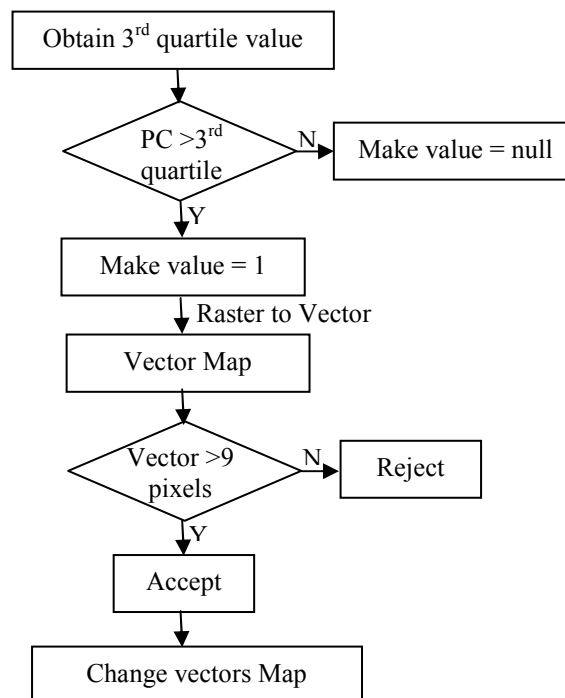 Obtain 3rd quartile value
PC >3rd
quartile
N
Make value = null
Y
Make value = 1
Raster to Vector
Vector Map
Vector >9
pixels
N
Reject
Y
Accept
Change vectors Map